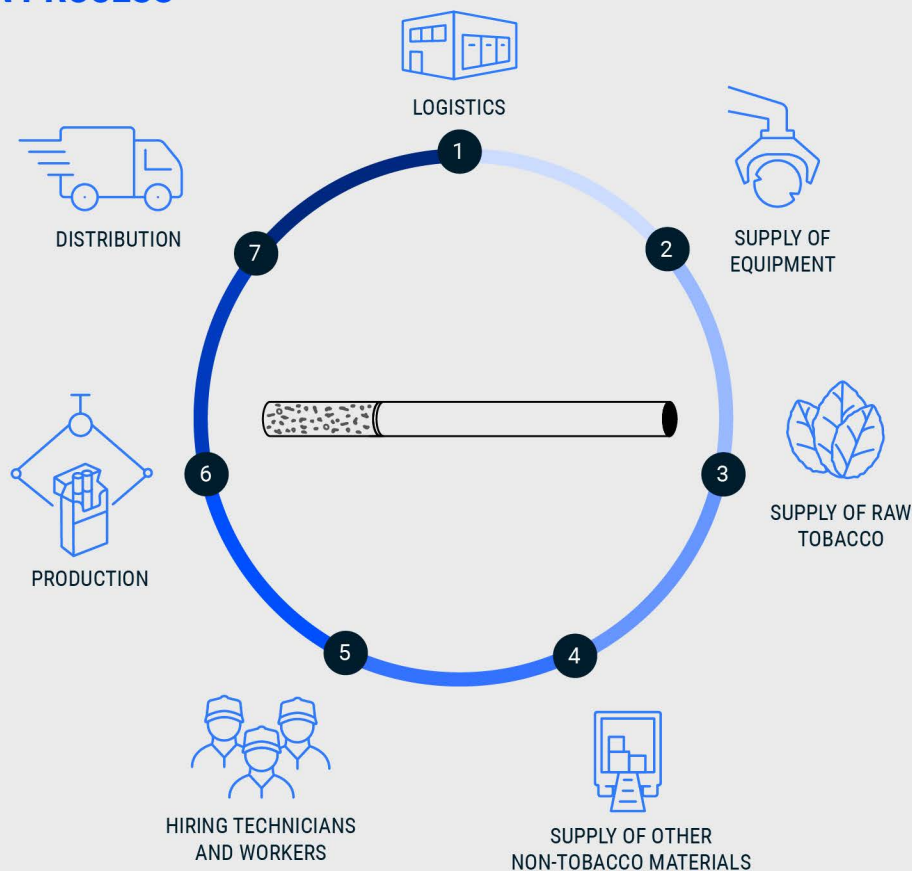 PROCESS
1
LOGISTICS
2
SUPPLY OF
EQUIPMENT
3
SUPPLY OF RAW
TOBACCO
4
SUPPLY OF OTHER
NON-TOBACCO MATERIALS
5
HIRING TECHNICIANS
AND WORKERS
6
PRODUCTION
7
DISTRIBUTION